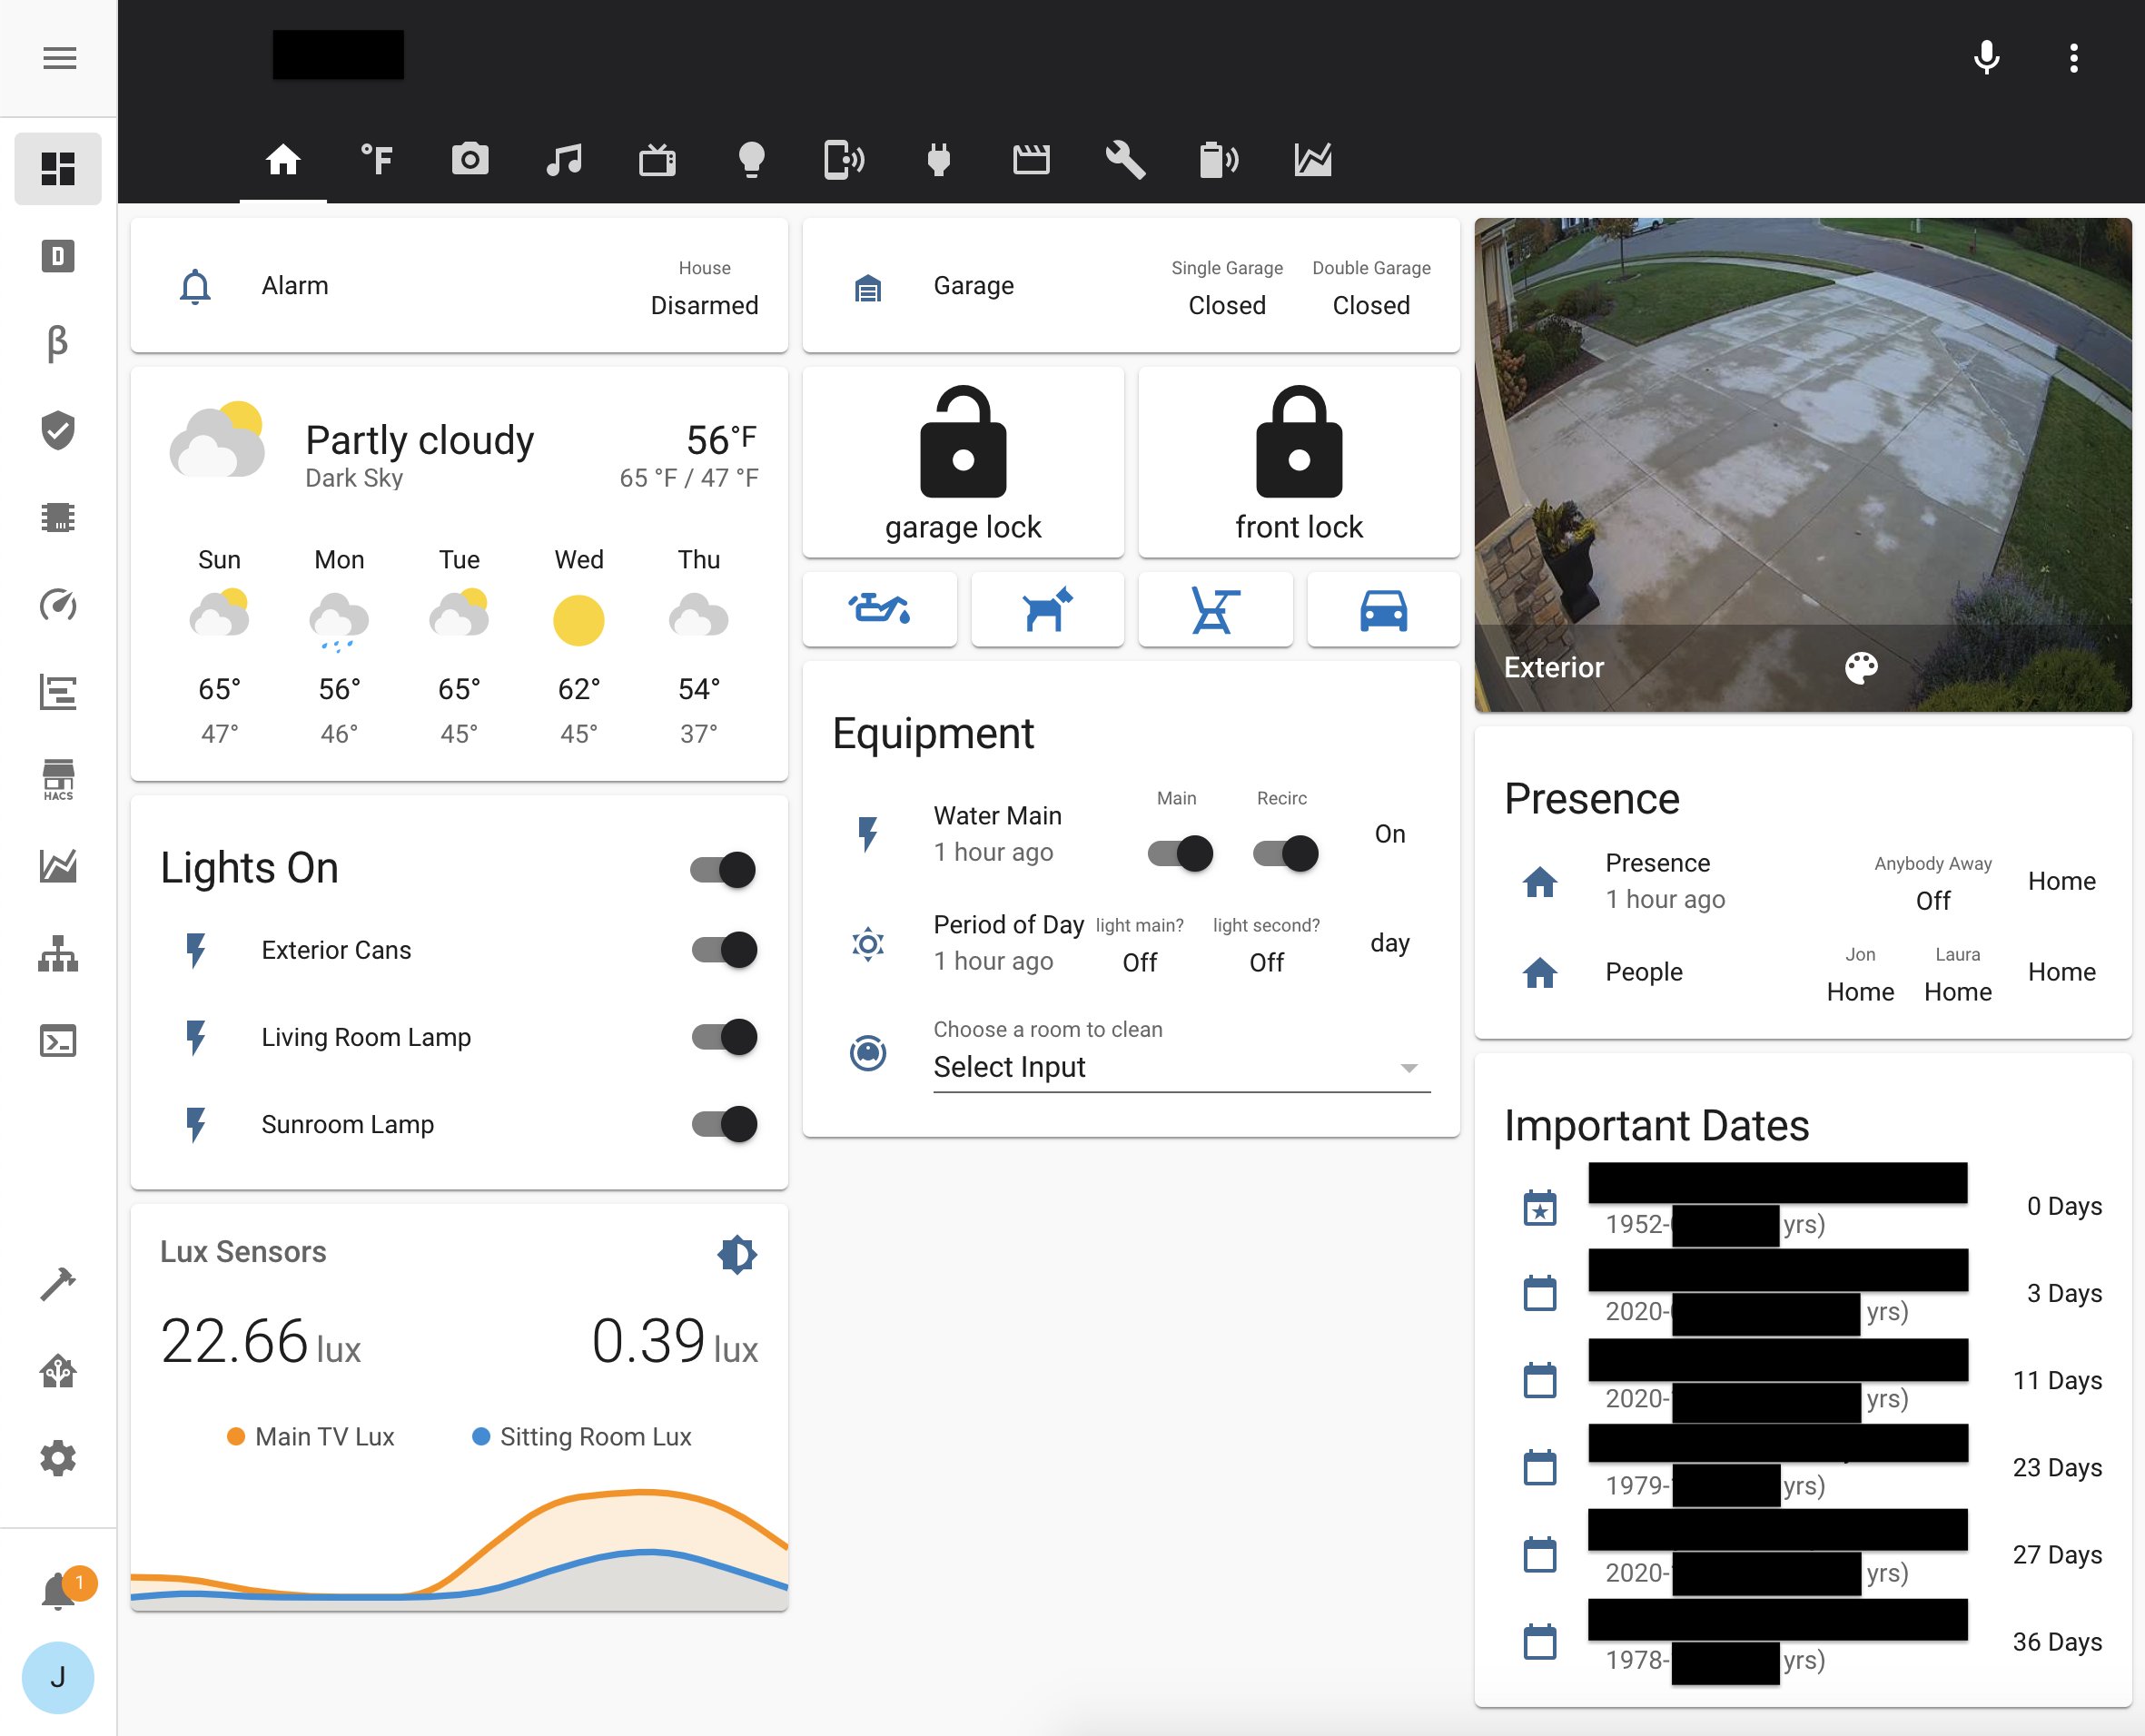 °F
D
β
HACS
1
J
Alarm
House
Disarmed
Partly cloudy
56°F
Dark Sky
65 °F / 47 °F
Sun Mon Tue Wed Thu
65° 56° 65° 62° 54°
47° 46° 45° 45° 37°
Lights On
Exterior Cans
Living Room Lamp
Sunroom Lamp
Lux Sensors
22.66 lux 0.39 lux
Main TV Lux Sitting Room Lux
Garage
Single Garage Double Garage
Closed Closed
garage lock front lock
Equipment
Main Recirc
Water Main
On
1 hour ago
Period of Day light main? light second?
day
1 hour ago Off Off
Choose a room to clean
Select Input
Exterior
Presence
Presence Anybody Away
Home
1 hour ago Off
Jon Laura
People Home
Home Home
Important Dates
0 Days
1952- yrs)
3 Days
2020- yrs)
11 Days
2020- yrs)
23 Days
1979- yrs)
27 Days
2020- yrs)
36 Days
1978- yrs)